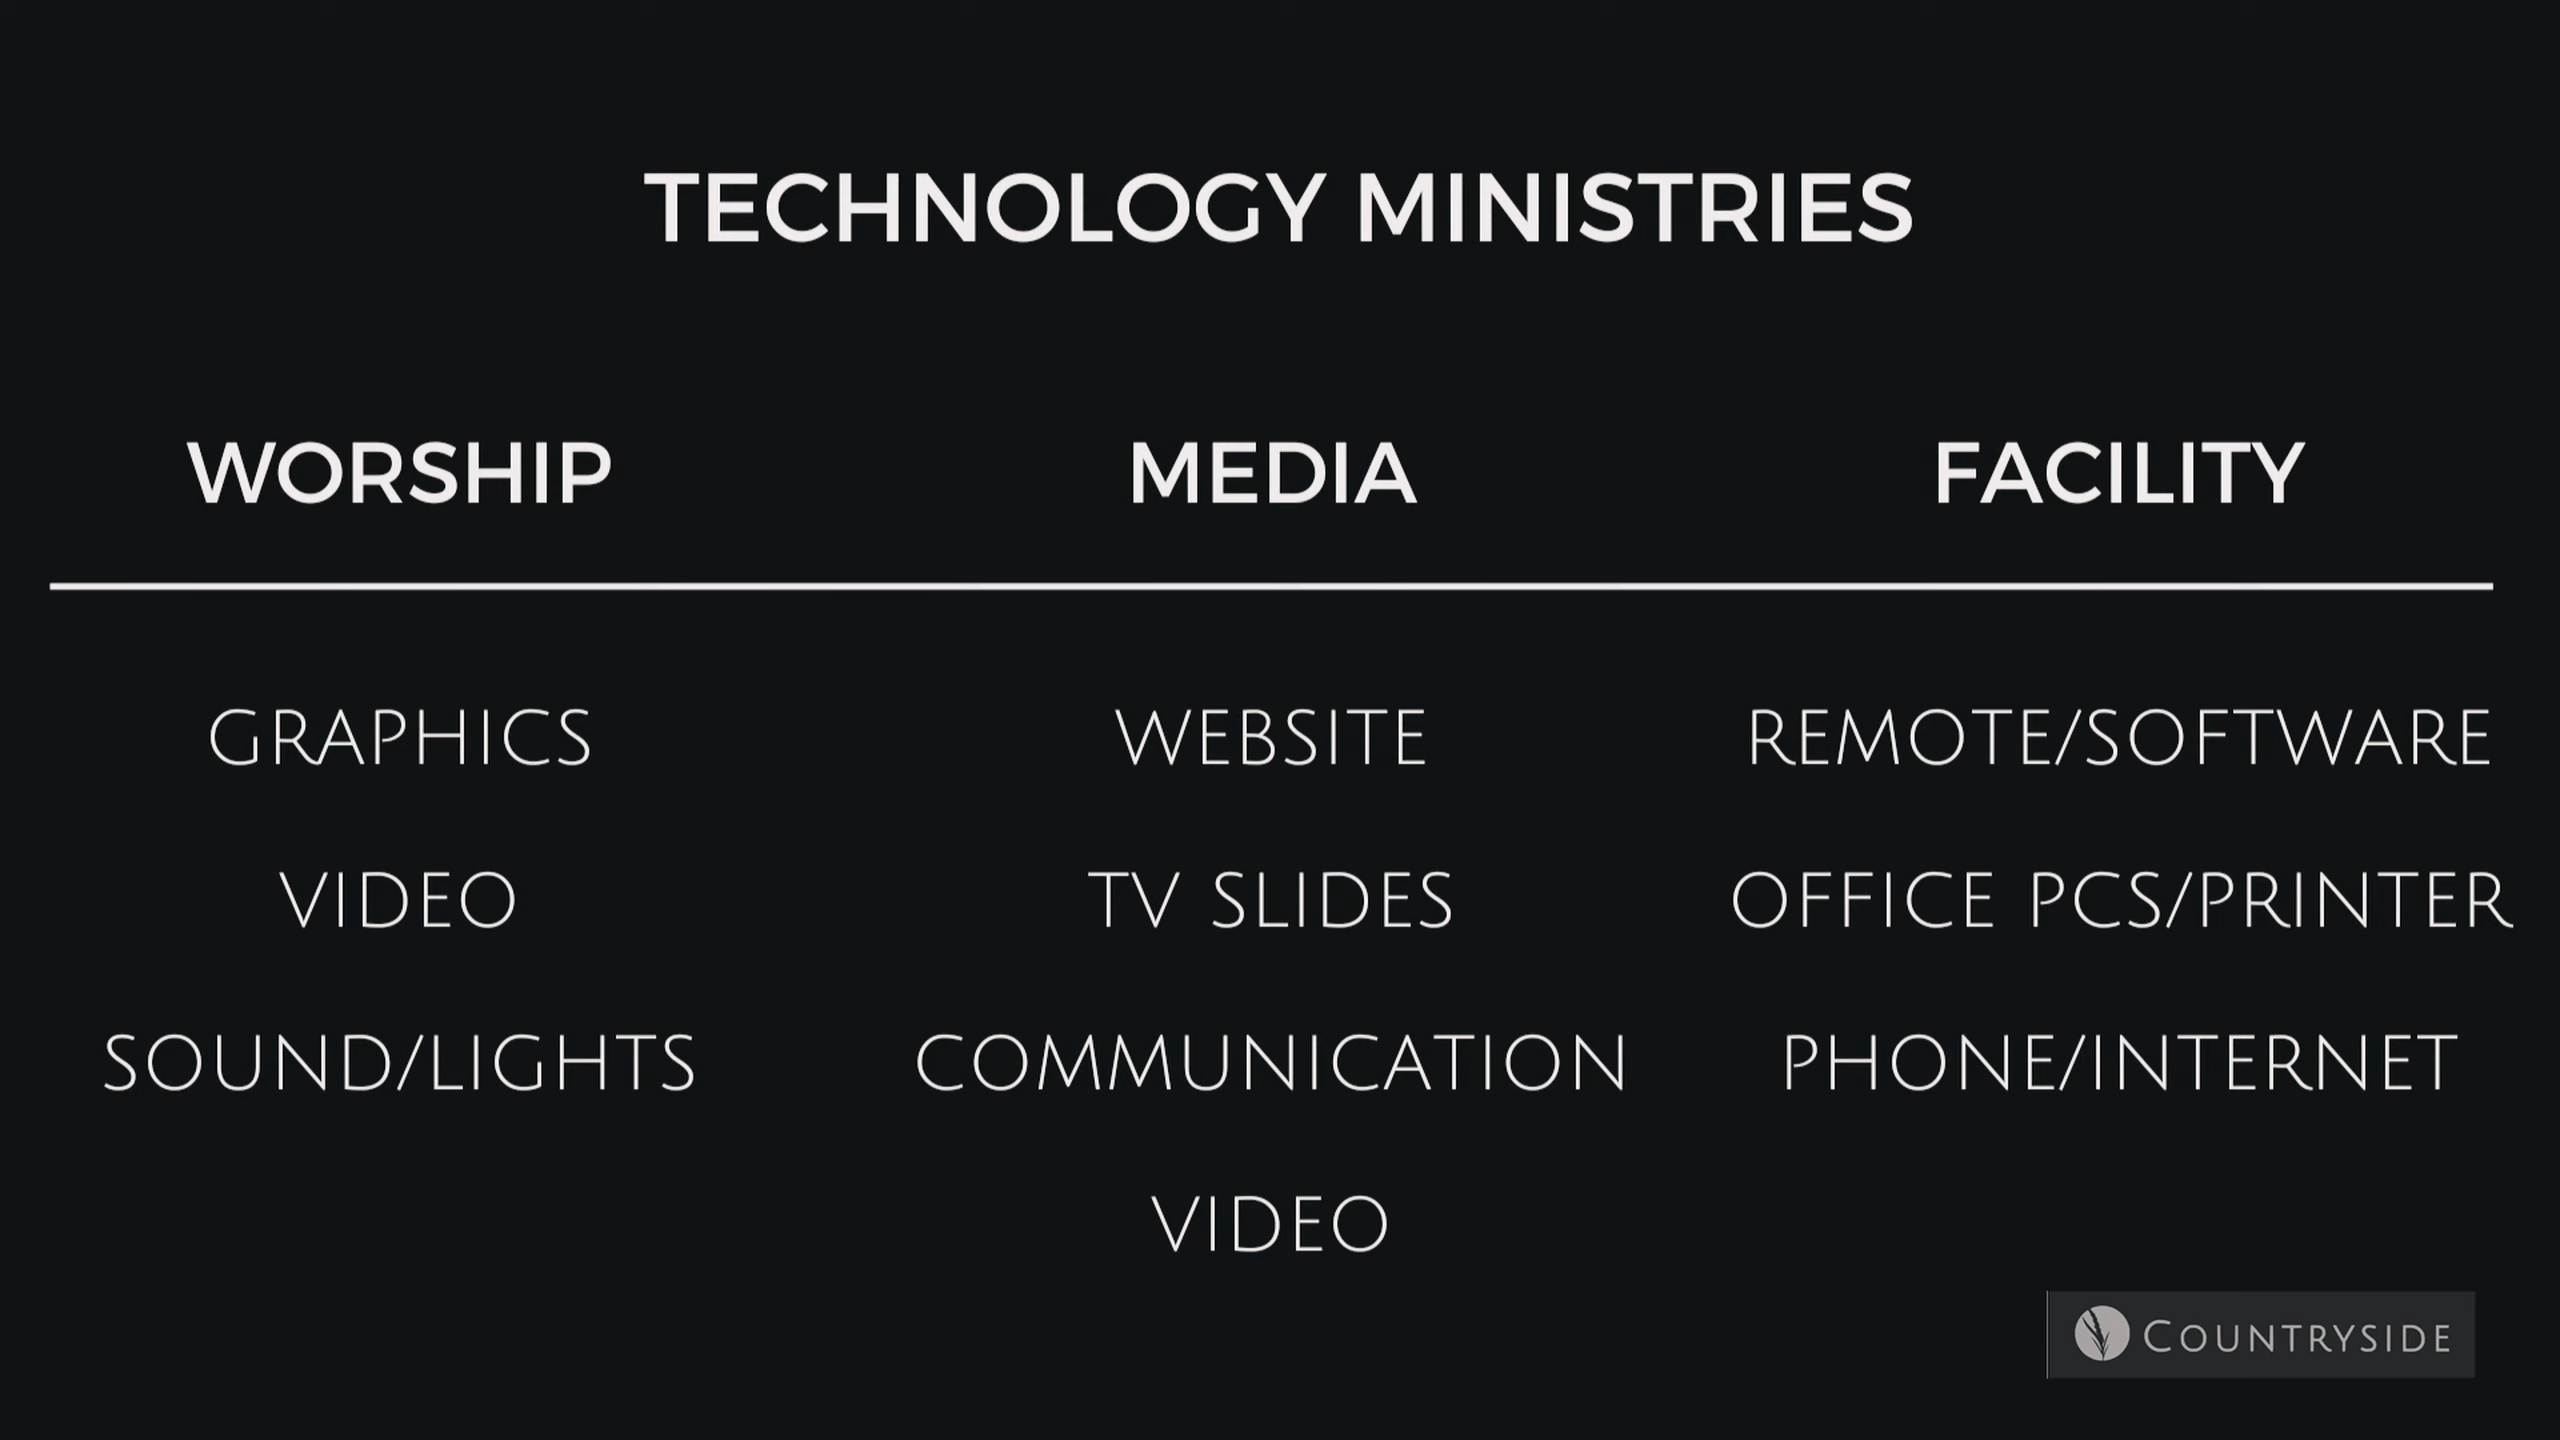 TECHNOLOGY MINISTRIES
WORSHIP MEDIA FACILITY
GRAPHICS WEBSITE REMOTE/SOFTWARE
VIDEO TV SLIDES OFFICE PCS/PRINTER
SOUND/LIGHTS COMMUNICATION PHONE/INTERNET
VIDEO
COUNTRYSIDE